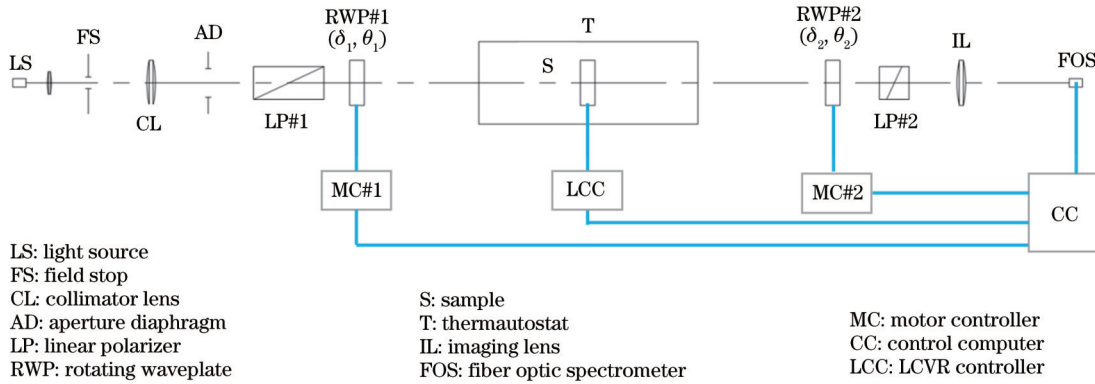 LS
FS
CL
AD
LP#1
RWP#1
(δ1, θ1)
T
S
RWP#2
(δ2, θ2)
LP#2
IL
FOS
MC#1
LCC
MC#2
CC
LS: light source
FS: field stop
CL: collimator lens
AD: aperture diaphragm
LP: linear polarizer
RWP: rotating waveplate
S: sample
T: thermautostat
IL: imaging lens
FOS: fiber optic spectrometer
MC: motor controller
CC: control computer
LCC: LCVR controller